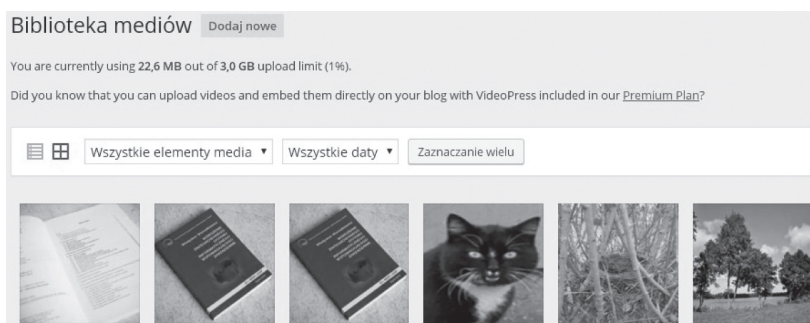 Biblioteka mediów Dodaj nowe
You are currently using 22,6 MB out of 3,0 GB upload limit (1%).
Did you know that you can upload videos and embed them directly on your blog with VideoPress included in our Premium Plan?
Wszystkie elementy media Wszystkie daty Zaznaczanie wielu